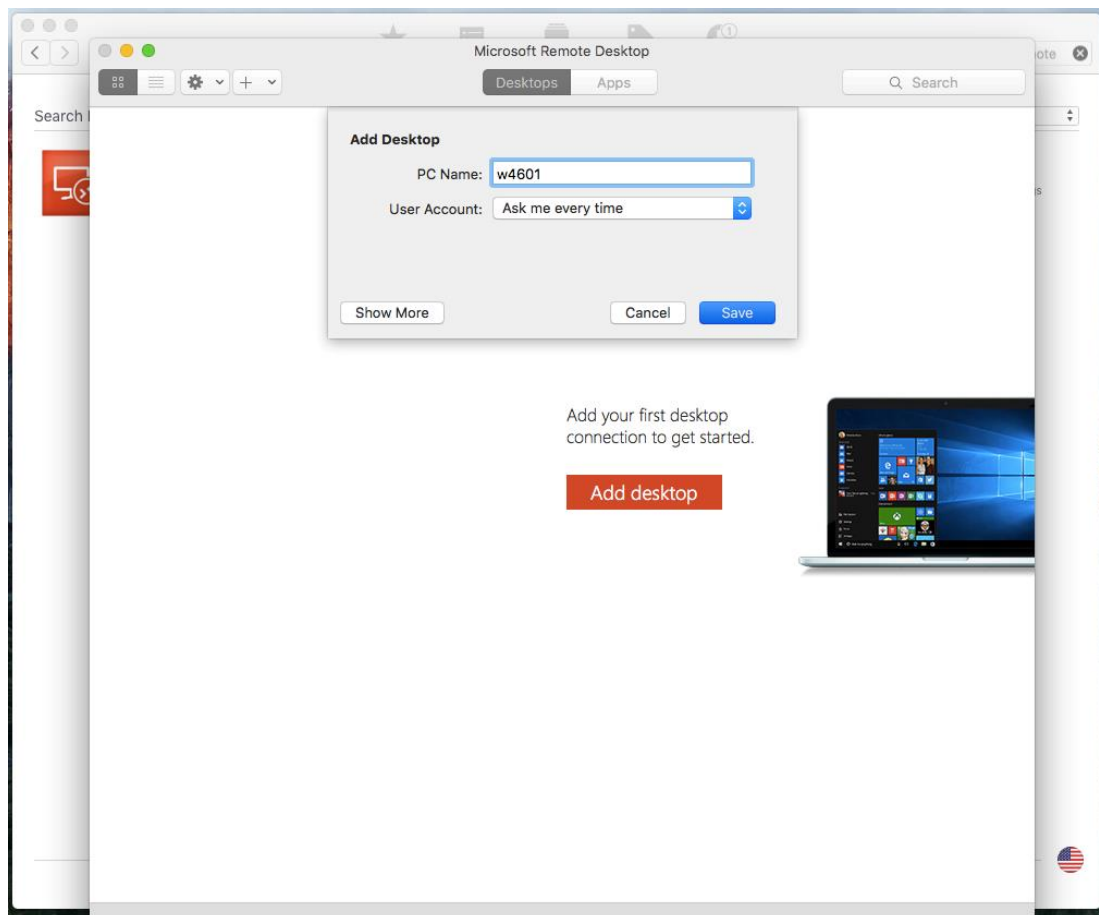 Microsoft Remote Desktop
ote
Desktops
Apps
Search
Search
Add Desktop
PC Name:
w4601
User Account:
Ask me every time
Show More
Cancel
Save
Add your first desktop
connection to get started.
Add desktop